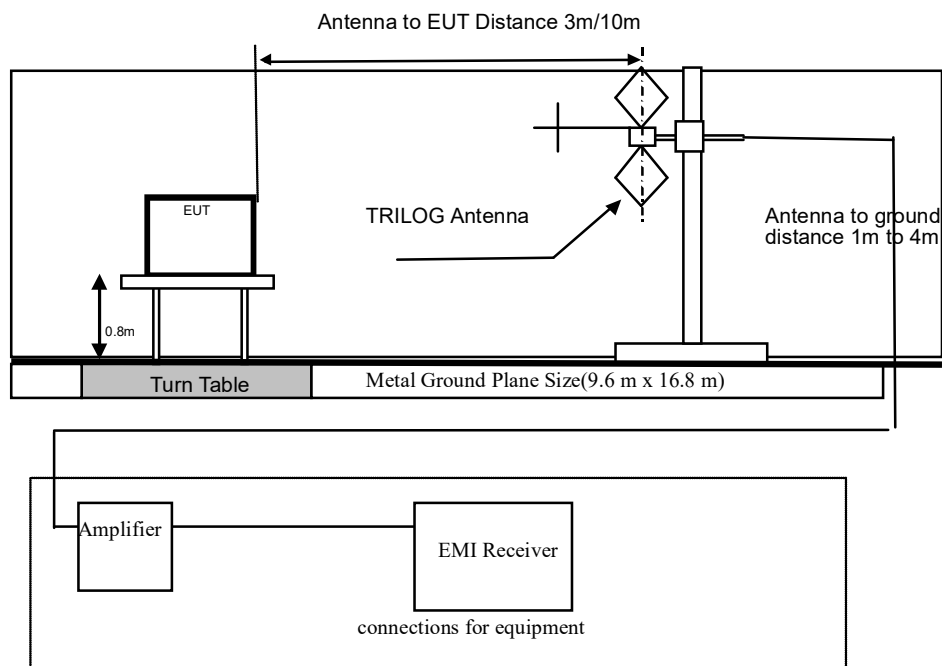 Antenna to EUT Distance 3m/10m
EUT
TRILOG Antenna
Antenna to ground
distance 1m to 4m
0.8m
Turn Table
Metal Ground Plane Size(9.6 m x 16.8 m)
Amplifier
EMI Receiver
connections for equipment